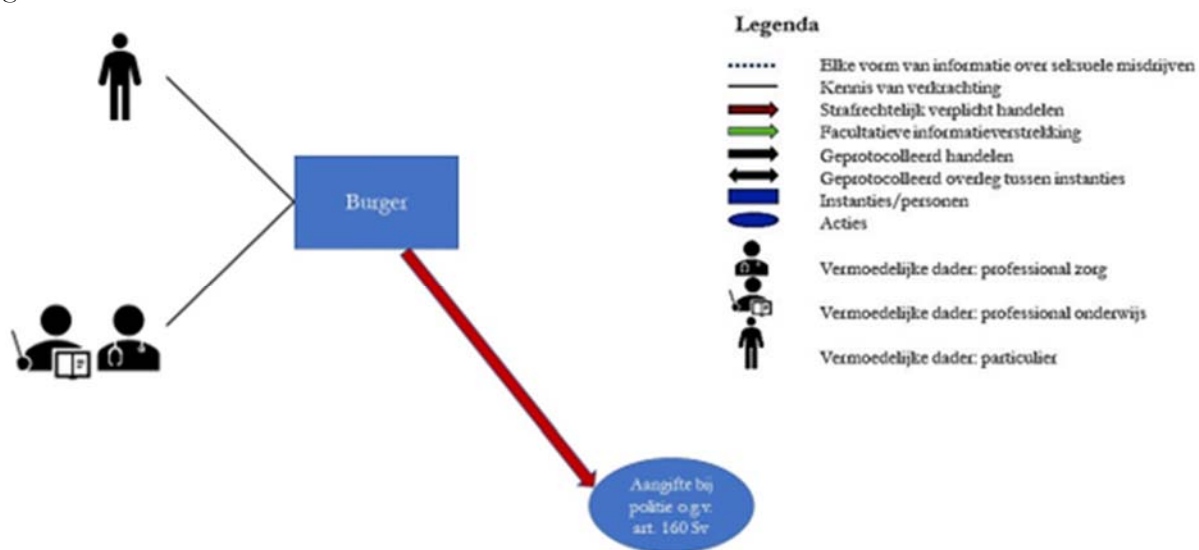 Legenda
Elke vorm van informatie over seksuele misdrijven
Kennis van verkrachting
Strafrechtelijk verplicht handelen
Facultatieve informatieverstrekking
Geprotocolleerd handelen
Geprotocolleerd overleg tussen instanties
Instanties/personen
Acties
Vermoedelijke dader: professional zorg
Vermoedelijke dader: professional onderwijs
Vermoedelijke dader: particulier
Burger
Aangifte bij
politie o.g.v.
art. 160 Sv